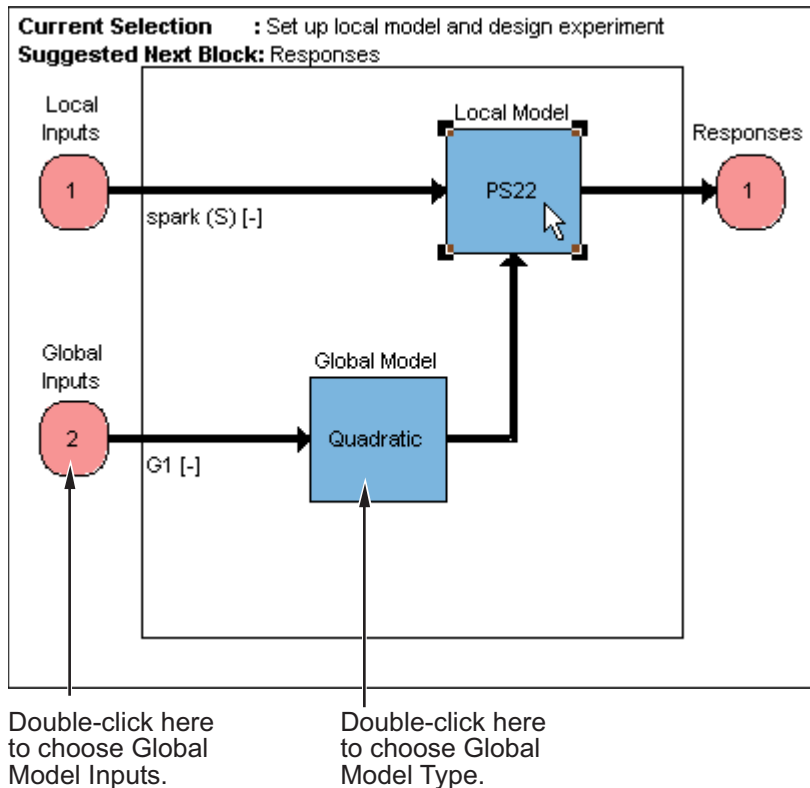 Current Selection : Set up local model and design experiment
Suggested Next Block: Responses
Local
Inputs
Local Model
Responses
1
PS22
1
spark (S) [-]
Global
Inputs
Global Model
2
Quadratic
G1 [-]
Double-click here
to choose Global
Model Inputs.
Double-click here
to choose Global
Model Type.